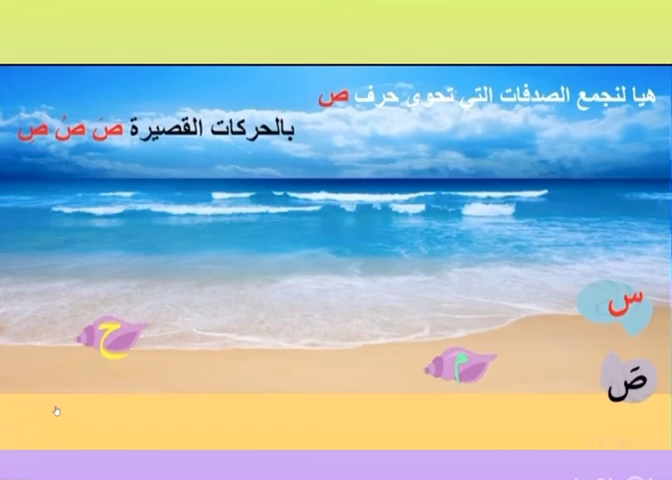 هيا لنجمع الصدفات التي تحوي حرف ص
بالحركات القصيرة صَ صُ صِ
س
ح
م
صَ